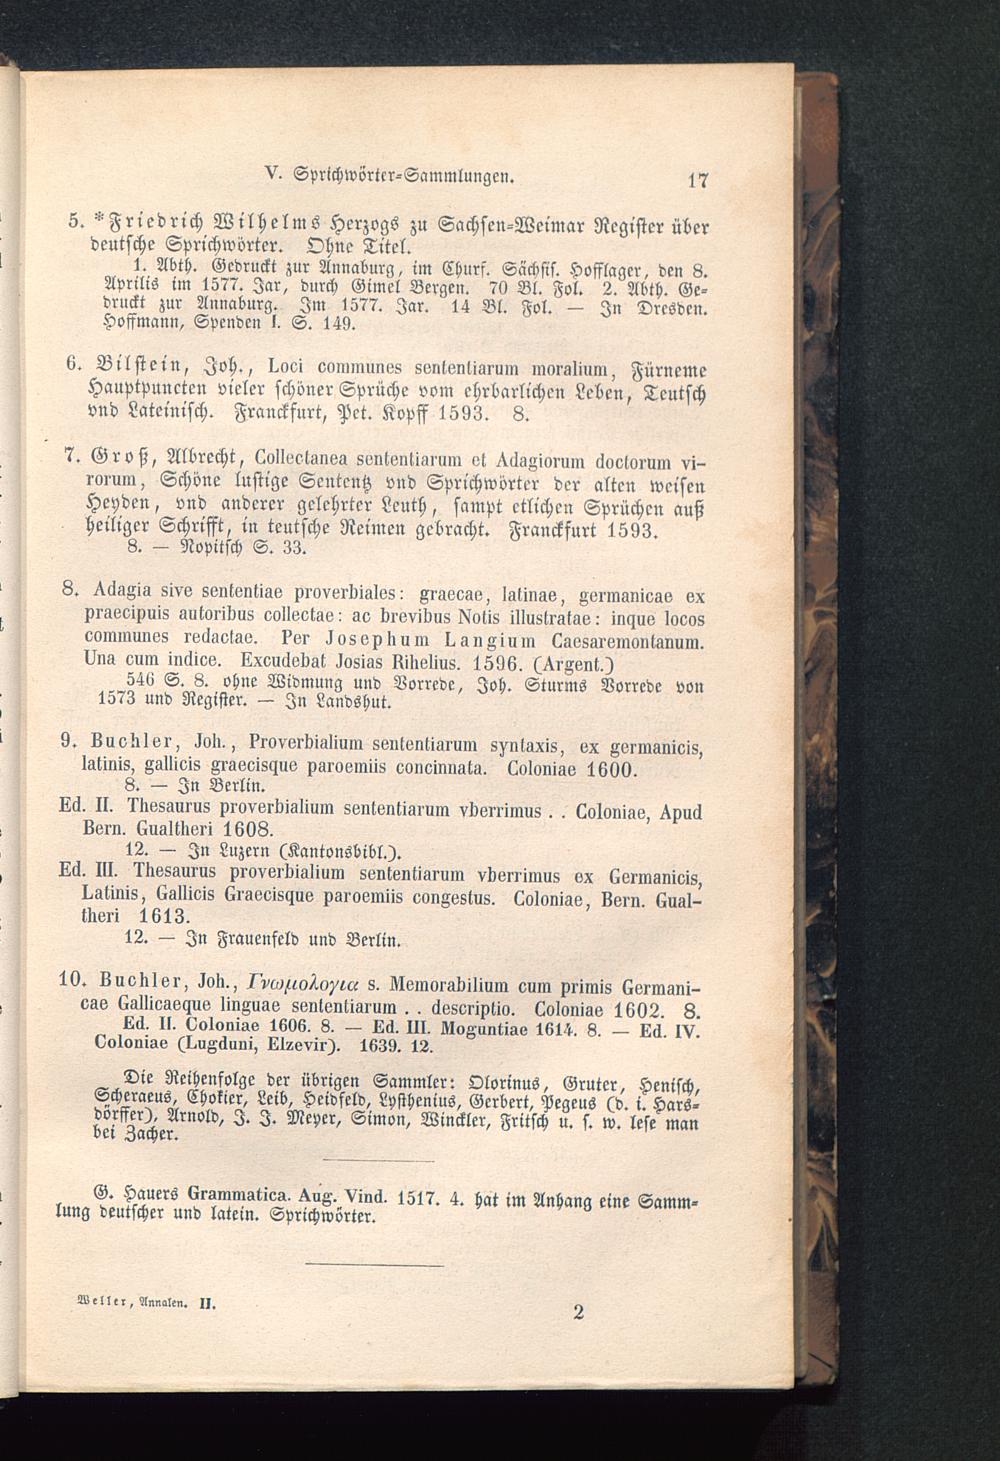 V. Sprichwörter-Sammlungen. 17
5. *Friedrich Wilhelms Herzogs zu Sachsen-Weimar Register über
deutsche Sprichwörter. Ohne Titel.
1. Abth. Gedruckt zur Annaburg, im Churf. Sächsis. Hofflager, den 8.
Aprilis im 1577. Jar, durch Gimel Bergen. 70 Bl. Fol. 2. Abth. Ge-
druckt zur Annaburg. Im 1577. Jar. 14 Bl. Fol. — In Dresden.
Hoffmann, Spenden I. S. 149.
6. Bilstein, Joh., Loci communes sententiarum moralium, Fürneme
Hauptpuncten vieler schöner Sprüche vom ehrbarlichen Leben, Teutsch
vnd Lateinisch. Franckfurt, Pet. Kopff 1593. 8.
7. Groß, Albrecht, Collectanea sententiarum et Adagiorum doctorum vi-
rorum, Schöne lustige Sententz vnd Sprichwörter der alten weisen
Heyden, vnd anderer gelehrter Leuth, sampt etlichen Sprüchen auß
heiliger Schrifft, in teutsche Reimen gebracht. Franckfurt 1593.
8. — Nopitsch S. 33.
8. Adagia sive sententiae proverbiales: graecae, latinae, germanicae ex
praecipuis autoribus collectae: ac brevibus Notis illustratae: inque locos
communes redactae. Per Josephum Langium Caesaremontanum.
Una cum indice. Excudebat Josias Rihelius. 1596. (Argent.)
546 S. 8. ohne Widmung und Vorrede, Joh. Sturms Vorrede von
1573 und Register. — In Landshut.
9. Buchler, Joh., Proverbialium sententiarum syntaxis, ex germanicis,
latinis, gallicis graecisque paroemiis concinnata. Coloniae 1600.
8. — In Berlin.
Ed. II. Thesaurus proverbialium sententiarum vberrimus . . Coloniae, Apud
Bern. Gualtheri 1608.
12. — In Luzern (Kantonsbibl.).
Ed. III. Thesaurus proverbialium sententiarum vberrimus ex Germanicis,
Latinis, Gallicis Graecisque paroemiis congestus. Coloniae, Bern. Gual-
theri 1613.
12. — In Frauenfeld und Berlin.
10. Buchler, Joh., Γνωμολογια s. Memorabilium cum primis Germani-
cae Gallicaeque linguae sententiarum . . descriptio. Coloniae 1602. 8.
Ed. II. Coloniae 1606. 8. — Ed. III. Moguntiae 1614. 8. — Ed. IV.
Coloniae (Lugduni, Elzevir). 1639. 12.
Die Reihenfolge der übrigen Sammler: Olorinus, Gruter, Henisch,
Scheraeus, Chokier, Leib, Heidfeld, Lysthenius, Gerbert, Pegeus (d. i. Hars-
dörffer), Arnold, J. J. Meyer, Simon, Winckler, Fritsch u. s. w. lese man
bei Zacher.
G. Hauers Grammatica. Aug. Vind. 1517. 4. hat im Anhang eine Samm-
lung deutscher und latein. Sprichwörter.
Weller, Annalen. II. 2